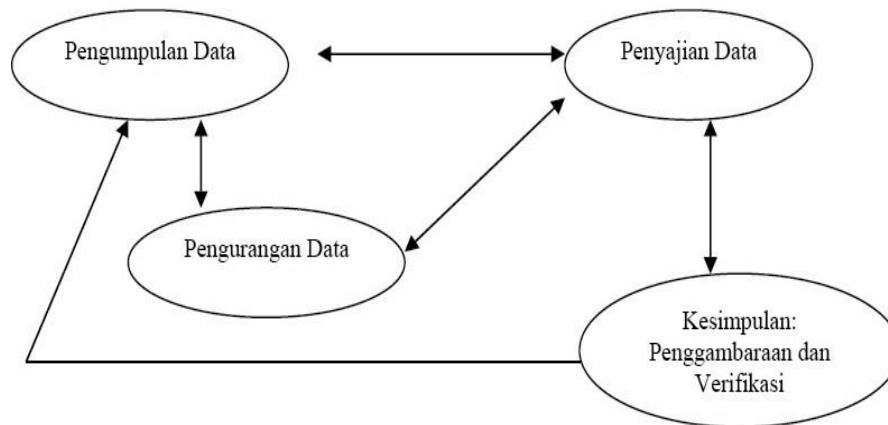 Pengumpulan Data
Penyajian Data
Pengurangan Data
Kesimpulan:
Penggambaraan dan
Verifikasi